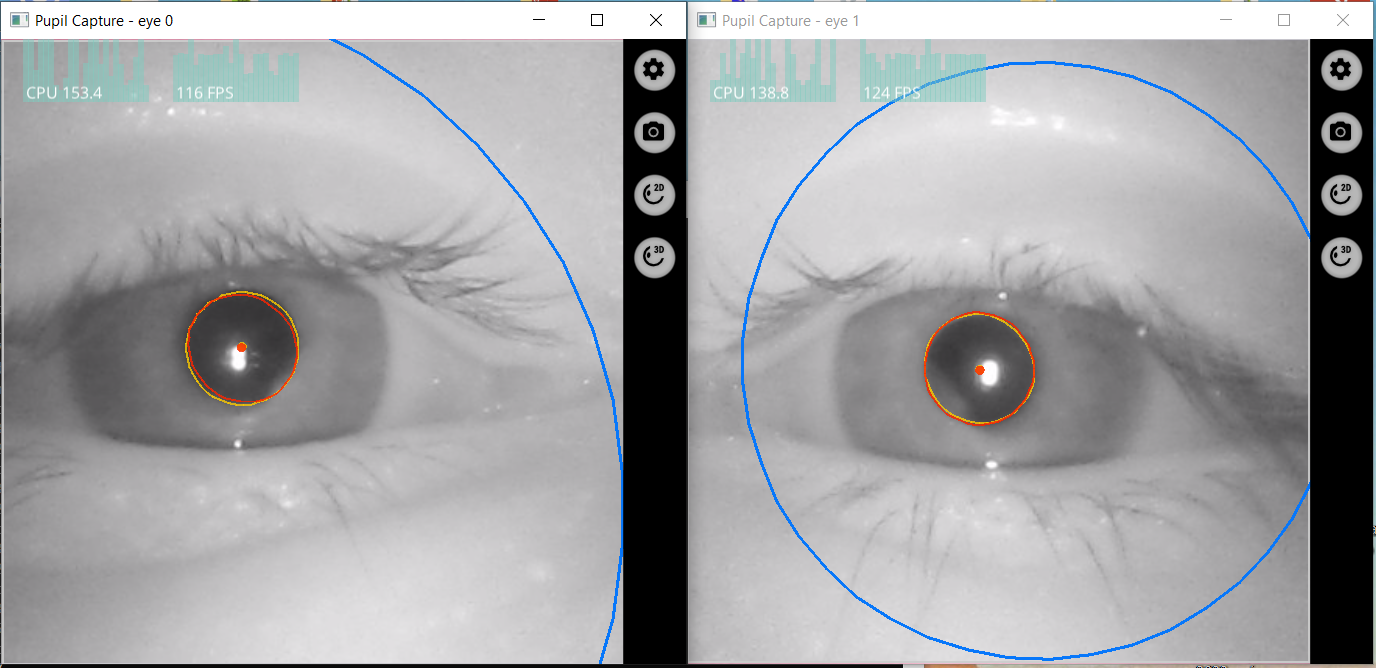 Pupil Capture - eye 0
CPU 153.4
116 FPS
2D
3D
Pupil Capture - eye 1
CPU 138.8
124 FPS
2D
3D